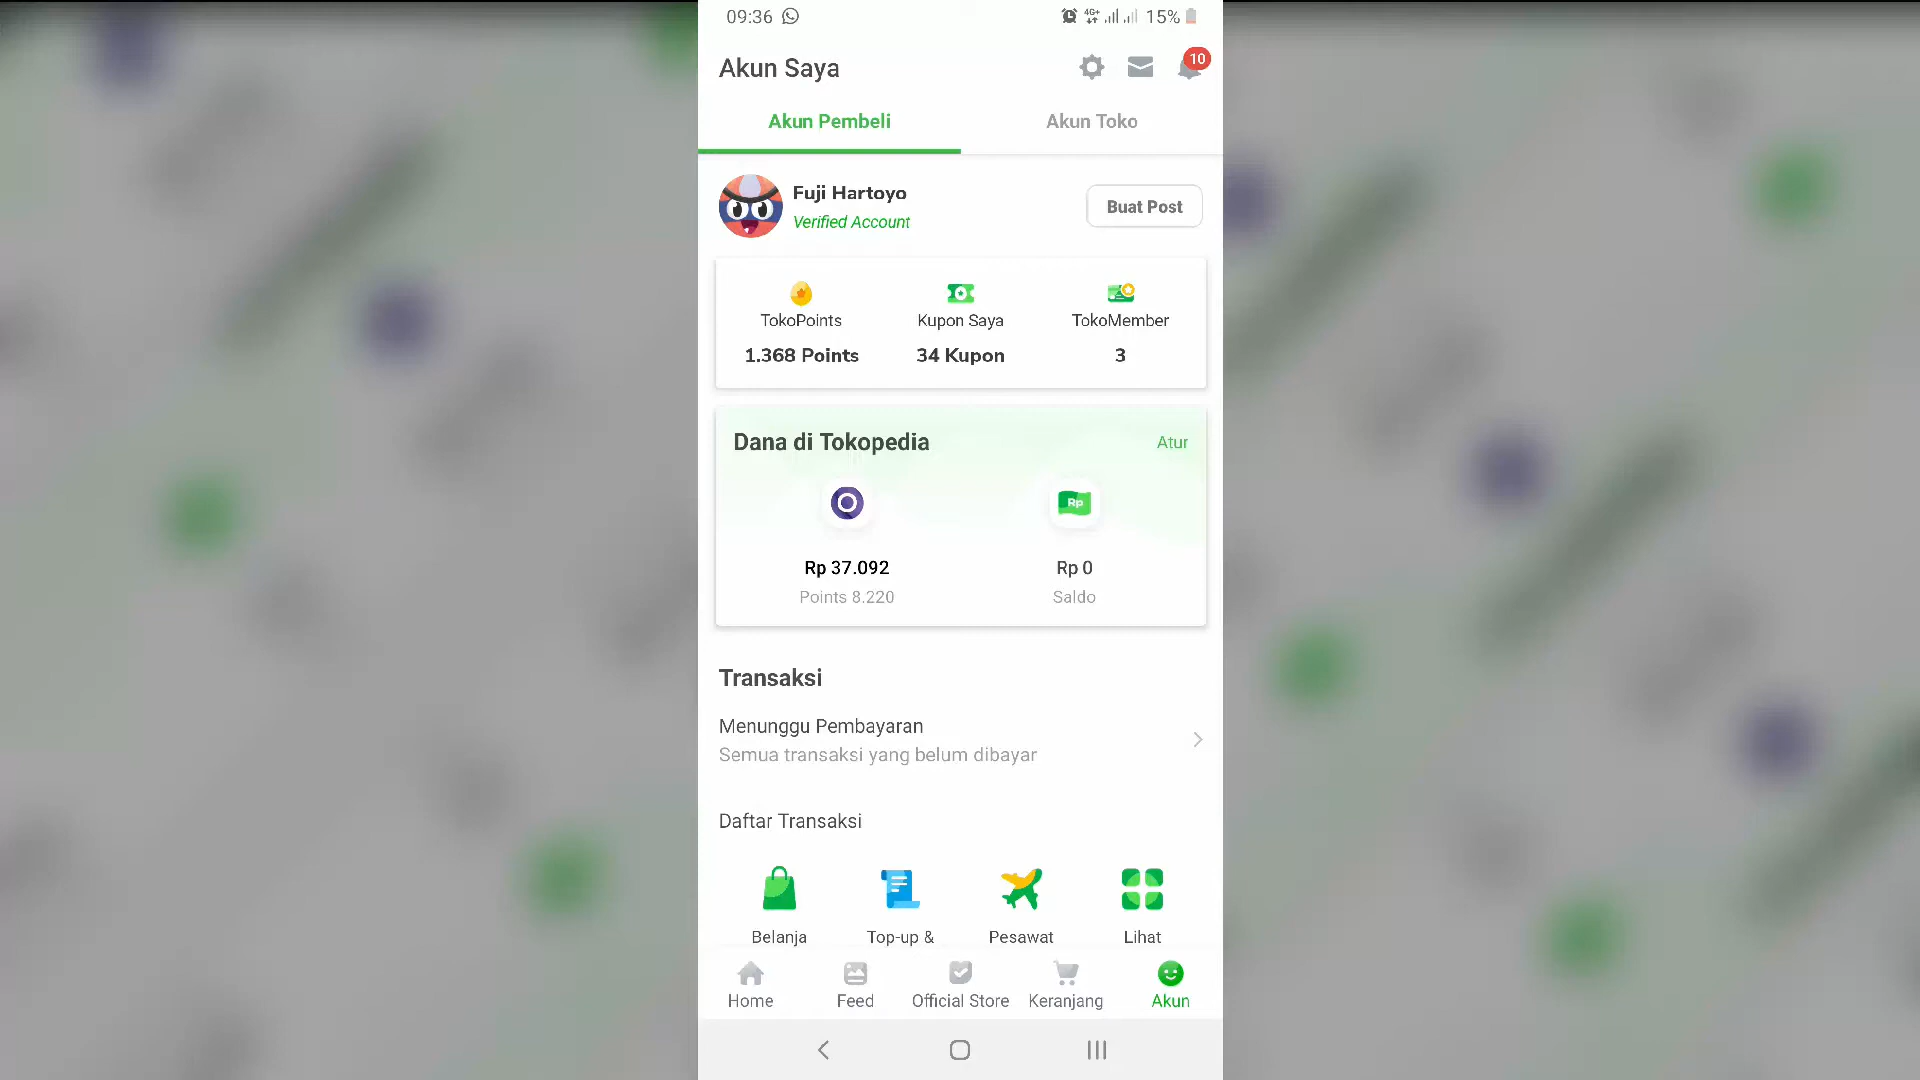 09:36 4G+ 15%
Akun Saya 10
Akun Pembeli Akun Toko
Fuji Hartoyo
Verified Account
Buat Post
TokoPoints Kupon Saya TokoMember
1.368 Points 34 Kupon 3
Dana di Tokopedia Atur
Rp
Rp 37.092 Rp 0
Points 8.220 Saldo
Transaksi
Menunggu Pembayaran
Semua transaksi yang belum dibayar
Daftar Transaksi
Belanja Top-up & Pesawat Lihat
Home Feed Official Store Keranjang Akun